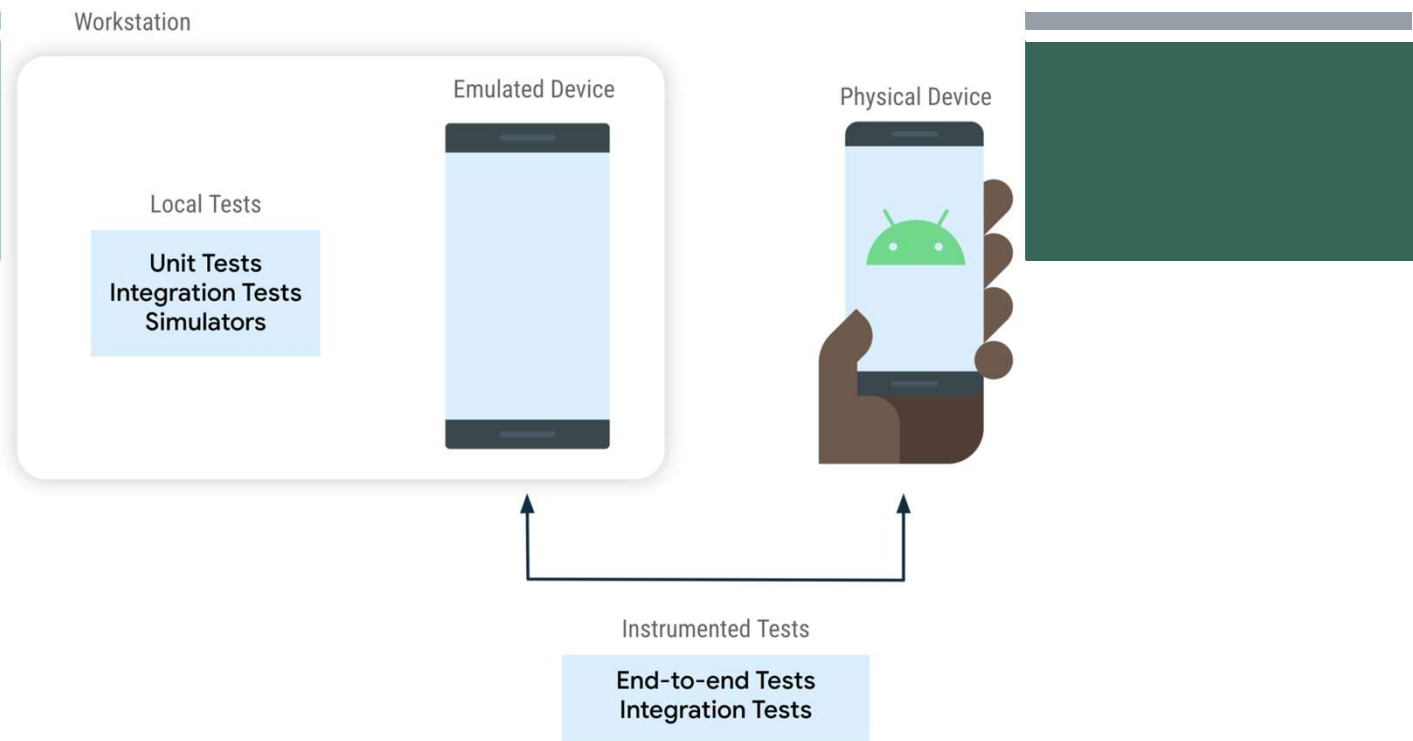 Workstation
Emulated Device
Physical Device
Local Tests
Unit Tests
Integration Tests
Simulators
Instrumented Tests
End-to-end Tests
Integration Tests